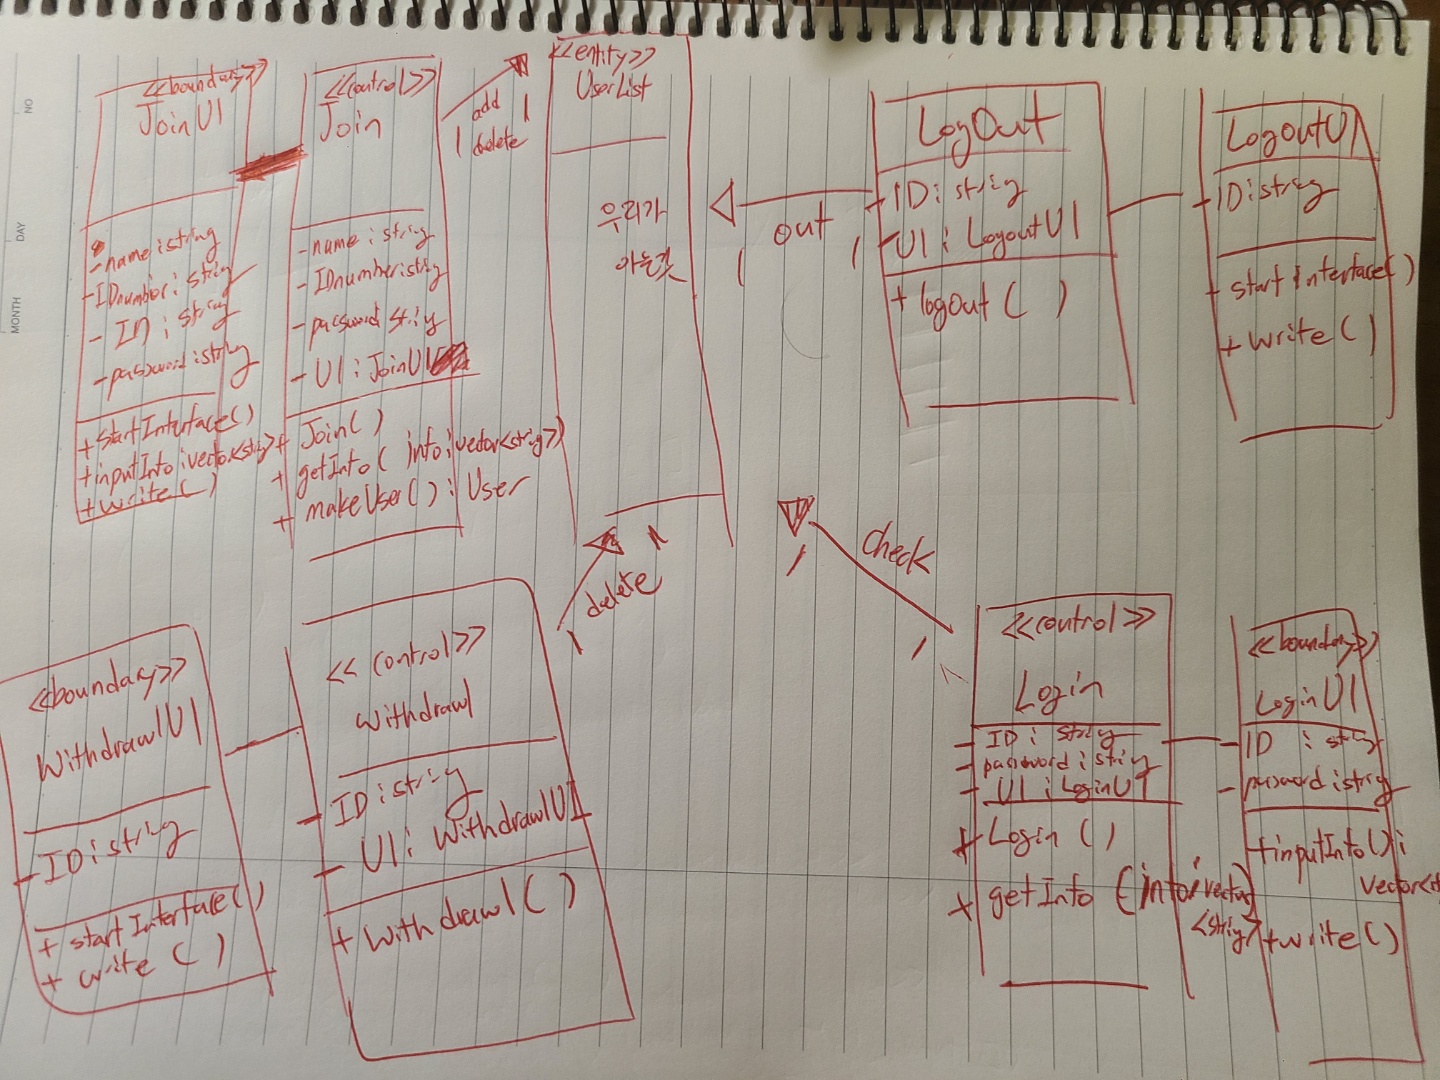 NO
DAY
MONTH
<<boundary>>
JoinUI
- name : string
- IDnumber : string
- ID : string
- password : string
+ startInterface()
+ inputInfo : vector<string>
+ write()
<<control>>
Join
- name : string
- IDnumber : string
- password string
- UI : JoinUI
+ Join()
+ getInfo( info : vector<string>)
+ makeUser() : User
add
1 1
delete
<<entity>>
UserList
우리가
아는것
out
1 1
LogOut
- ID : string
- UI : LogoutUI
+ logout( )
LogoutUI
- ID : string
+ start interface()
+ write()
<<boundary>>
WithdrawlUI
- ID : string
+ startInterface()
+ write ( )
<<control>>
withdrawl
- ID : string
- UI : WithdrawlUI
+ withdrawl( )
1
delete
1
check
1
1
<<control>>
Login
- ID : string
- password : string
- UI : LoginUI
+ Login ()
+ getInfo (info : vector
<string>
<<boundary>>
LoginUI
- ID : string
- password : string
+ inputInfo() :
vector<st
+ write()